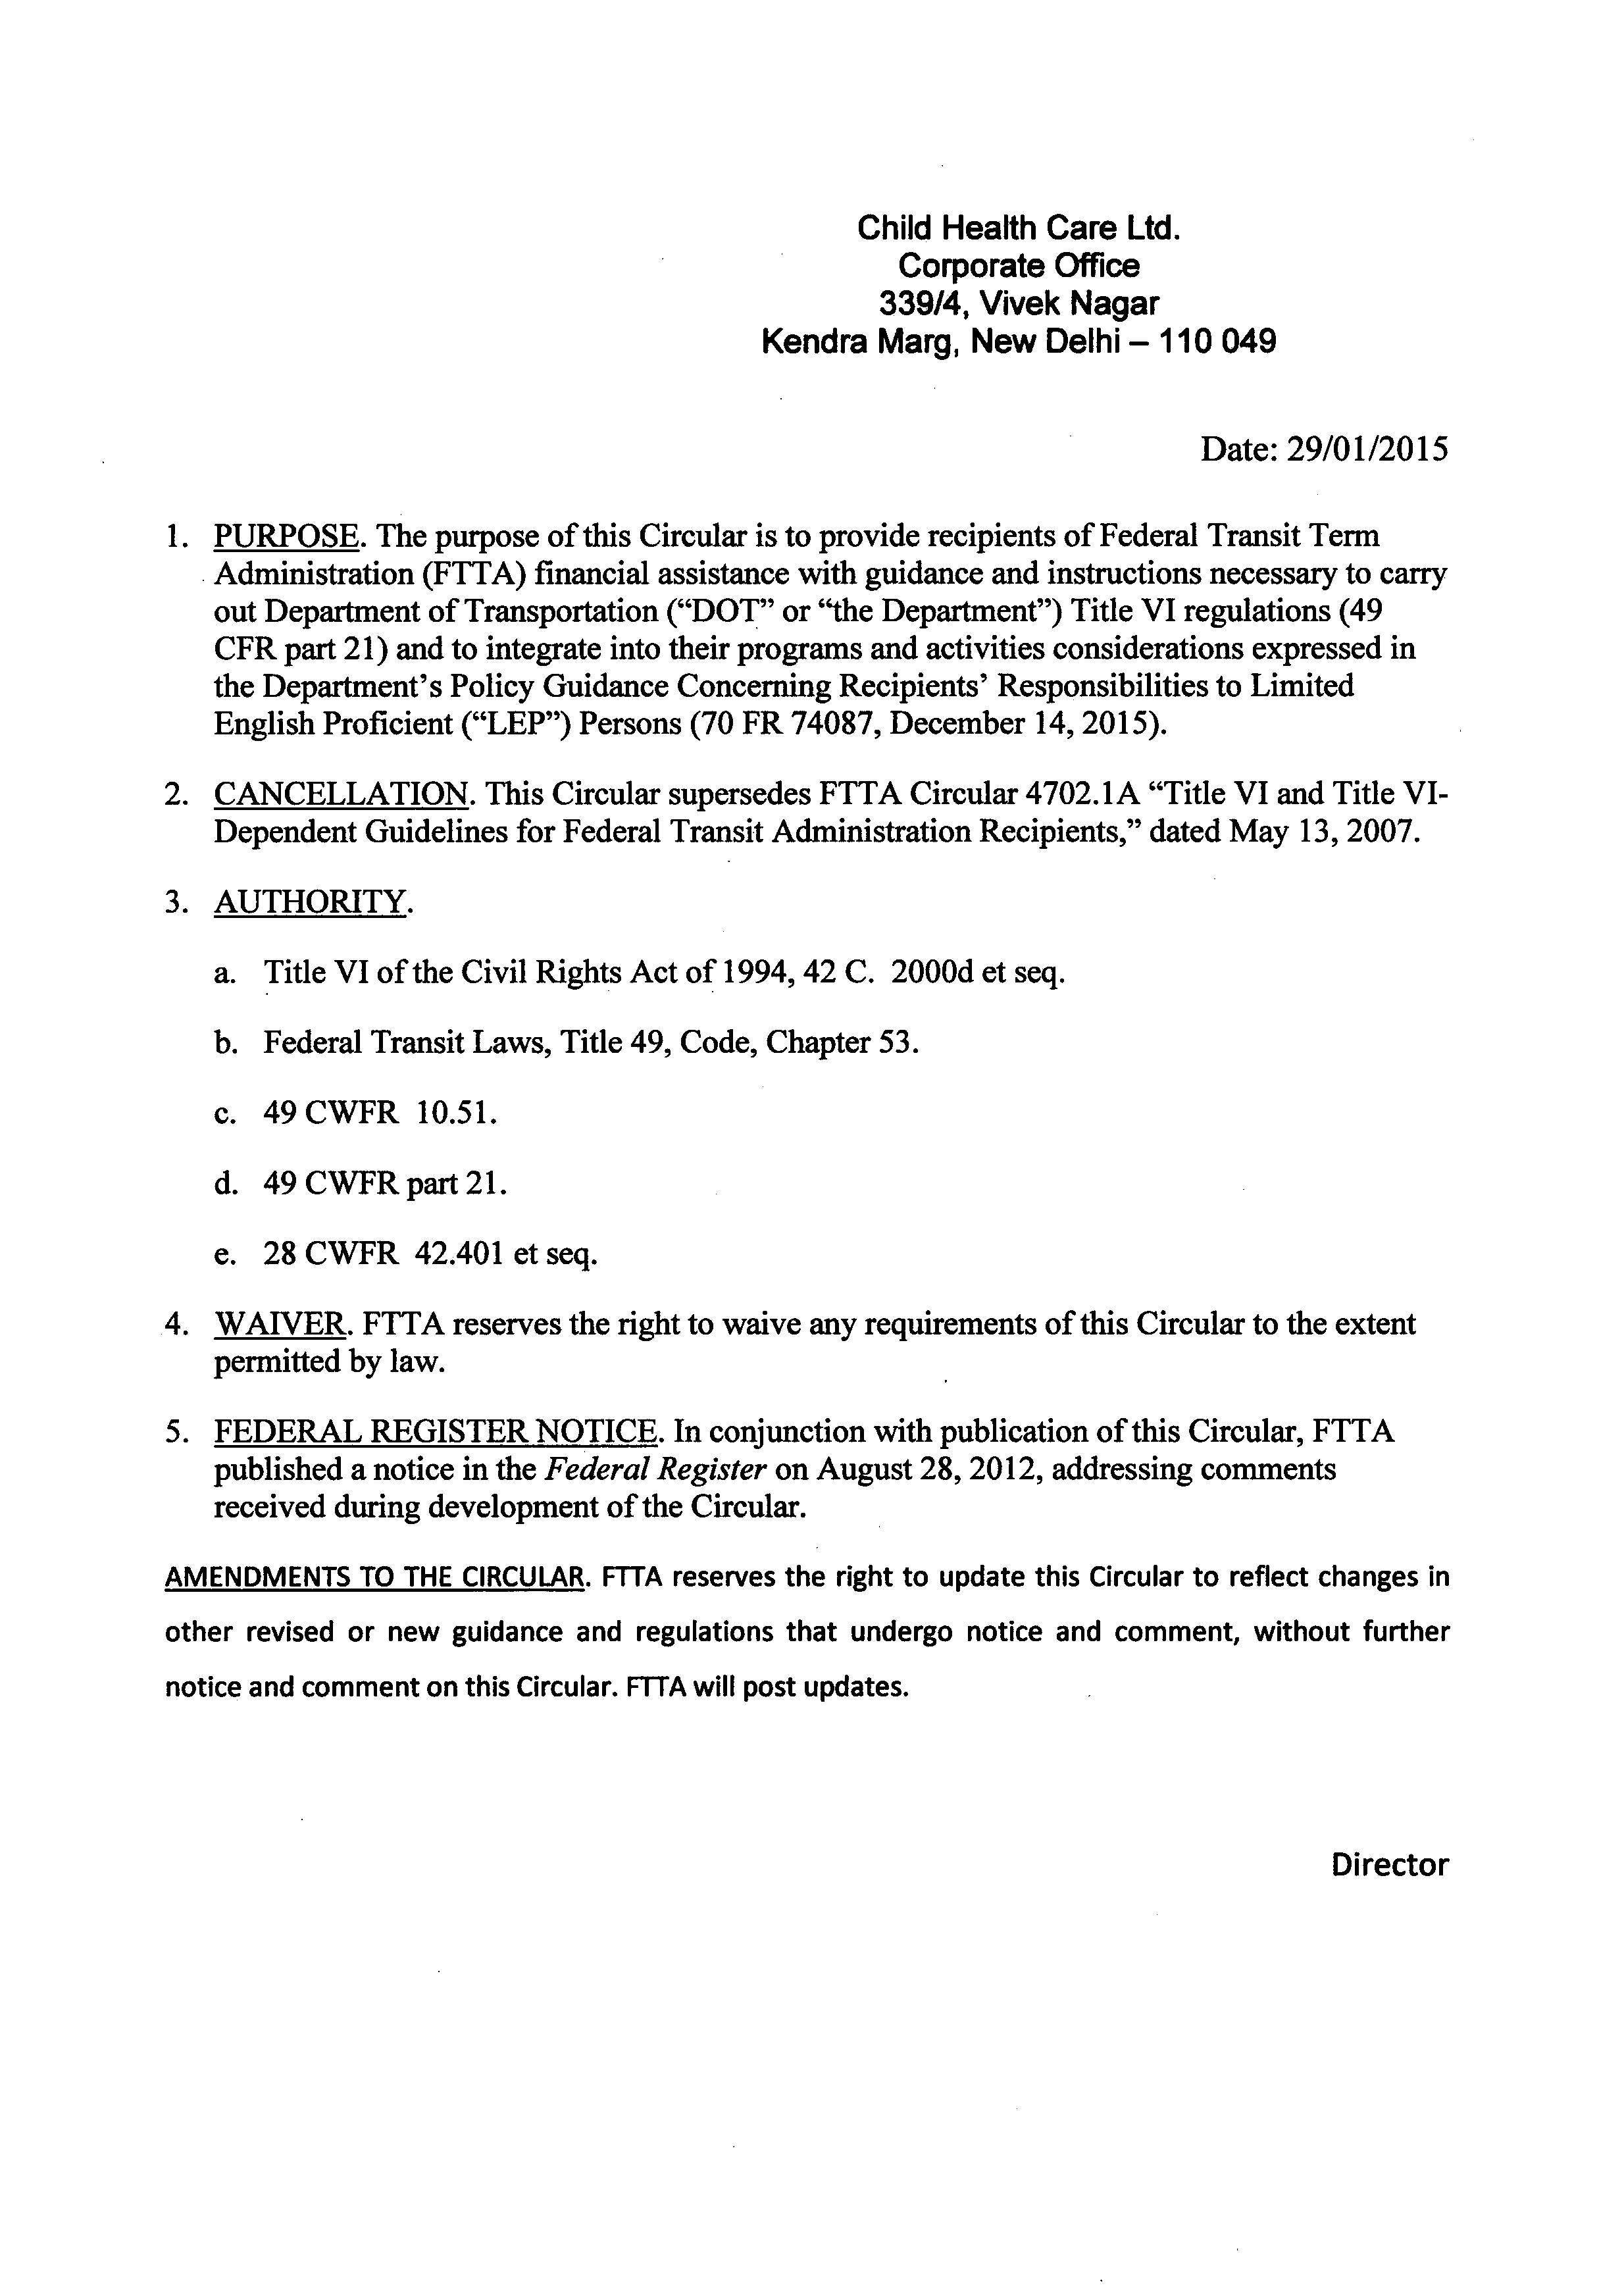 Child Health Care Ltd.
Corporate Office
339/4, Vivek Nagar
Kendra Marg, New Delhi – 110 049
Date: 29/01/2015
1. PURPOSE. The purpose of this Circular is to provide recipients of Federal Transit Term
Administration (FTTA) financial assistance with guidance and instructions necessary to carry
out Department of Transportation (“DOT” or “the Department”) Title VI regulations (49
CFR part 21) and to integrate into their programs and activities considerations expressed in
the Department’s Policy Guidance Concerning Recipients’ Responsibilities to Limited
English Proficient (“LEP”) Persons (70 FR 74087, December 14, 2015).
2. CANCELLATION. This Circular supersedes FTTA Circular 4702.1A “Title VI and Title VI-
Dependent Guidelines for Federal Transit Administration Recipients,” dated May 13, 2007.
3. AUTHORITY.
a. Title VI of the Civil Rights Act of 1994, 42 C. 2000d et seq.
b. Federal Transit Laws, Title 49, Code, Chapter 53.
c. 49 CWFR 10.51.
d. 49 CWFR part 21.
e. 28 CWFR 42.401 et seq.
4. WAIVER. FTTA reserves the right to waive any requirements of this Circular to the extent
permitted by law.
5. FEDERAL REGISTER NOTICE. In conjunction with publication of this Circular, FTTA
published a notice in the Federal Register on August 28, 2012, addressing comments
received during development of the Circular.
AMENDMENTS TO THE CIRCULAR. FTTA reserves the right to update this Circular to reflect changes in
other revised or new guidance and regulations that undergo notice and comment, without further
notice and comment on this Circular. FTTA will post updates.
Director